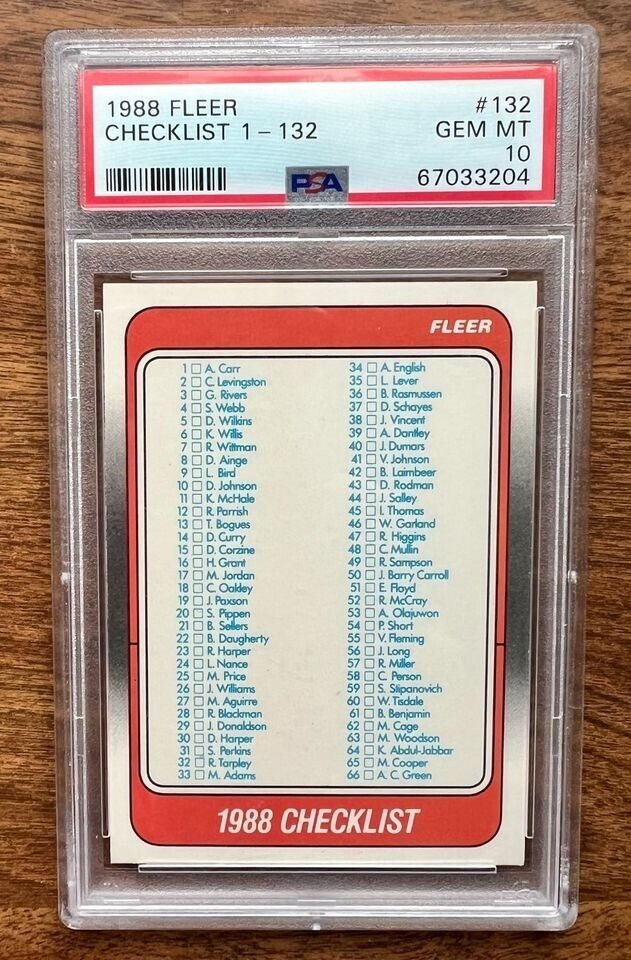 1988 FLEER #132
CHECKLIST 1-132 GEM MT
10
PSA 67033204
FLEER
1 A. Carr
2 C. Levingston
3 G. Rivers
4 S. Webb
5 D. Wilkins
6 K. Willis
7 R. Wittman
8 D. Ainge
9 L. Bird
10 D. Johnson
11 K. McHale
12 R. Parrish
13 T. Bogues
14 D. Curry
15 D. Corzine
16 H. Grant
17 M. Jordan
18 C. Oakley
19 J. Paxson
20 S. Pippen
21 B. Sellers
22 B. Daugherty
23 R. Harper
24 L. Nance
25 M. Price
26 J. Williams
27 M. Aguirre
28 R. Blackman
29 J. Donaldson
30 D. Harper
31 S. Perkins
32 R. Tarpley
33 M. Adams
34 A. English
35 L. Lever
36 B. Rasmussen
37 D. Schayes
38 J. Vincent
39 A. Dantley
40 J. Dumars
41 V. Johnson
42 B. Laimbeer
43 D. Rodman
44 J. Salley
45 I. Thomas
46 W. Garland
47 R. Higgins
48 C. Mullin
49 R. Sampson
50 J. Barry Carroll
51 E. Floyd
52 R. McCray
53 A. Olajuwon
54 P. Short
55 V. Fleming
56 J. Long
57 R. Miller
58 C. Person
59 S. Stipanovich
60 W. Tisdale
61 B. Benjamin
62 M. Cage
63 M. Woodson
64 K. Abdul-Jabbar
65 M. Cooper
66 A.C. Green
1988 CHECKLIST